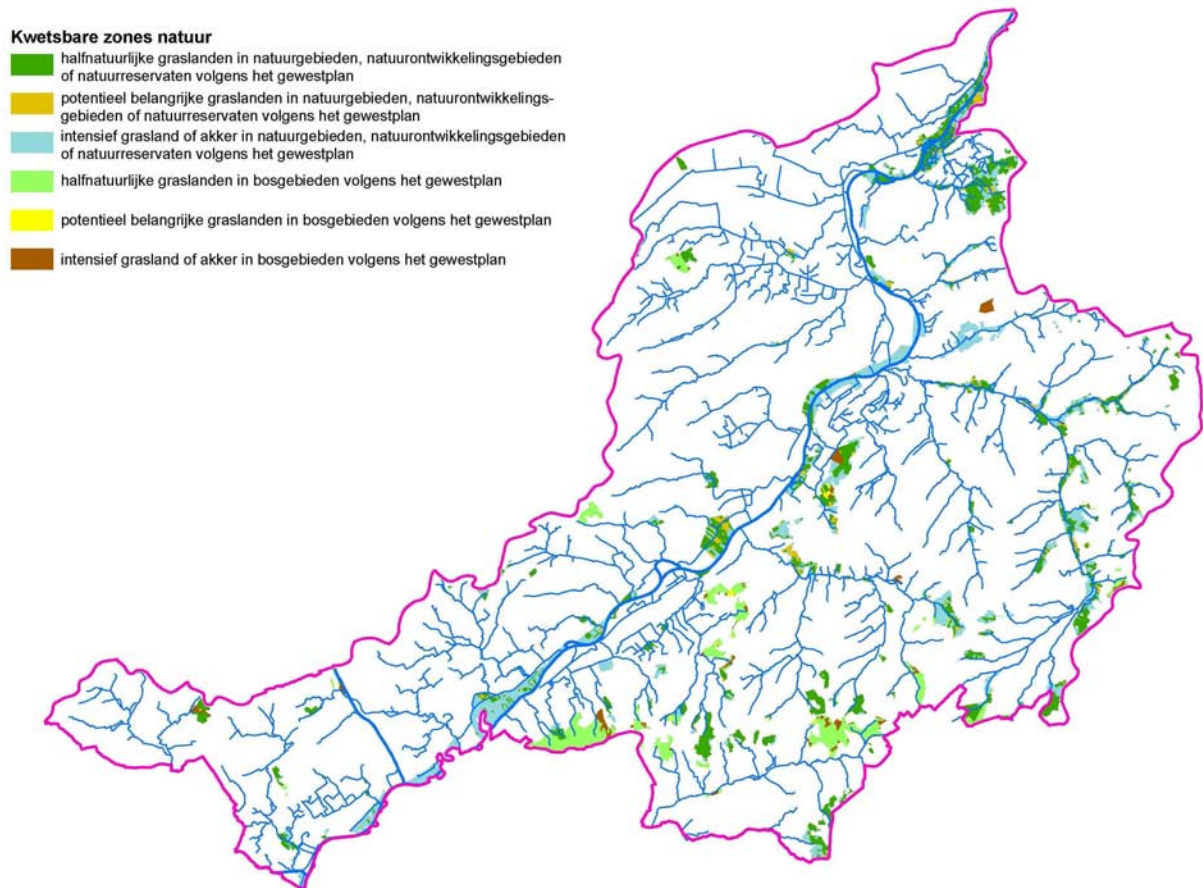 Kwetsbare zones natuur
halfnatuurlijke graslanden in natuurgebieden, natuurontwikkelingsgebieden
of natuurreservaten volgens het gewestplan
potentieel belangrijke graslanden in natuurgebieden, natuurontwikkelings-
gebieden of natuurreservaten volgens het gewestplan
intensief grasland of akker in natuurgebieden, natuurontwikkelingsgebieden
of natuurreservaten volgens het gewestplan
halfnatuurlijke graslanden in bosgebieden volgens het gewestplan
potentieel belangrijke graslanden in bosgebieden volgens het gewestplan
intensief grasland of akker in bosgebieden volgens het gewestplan